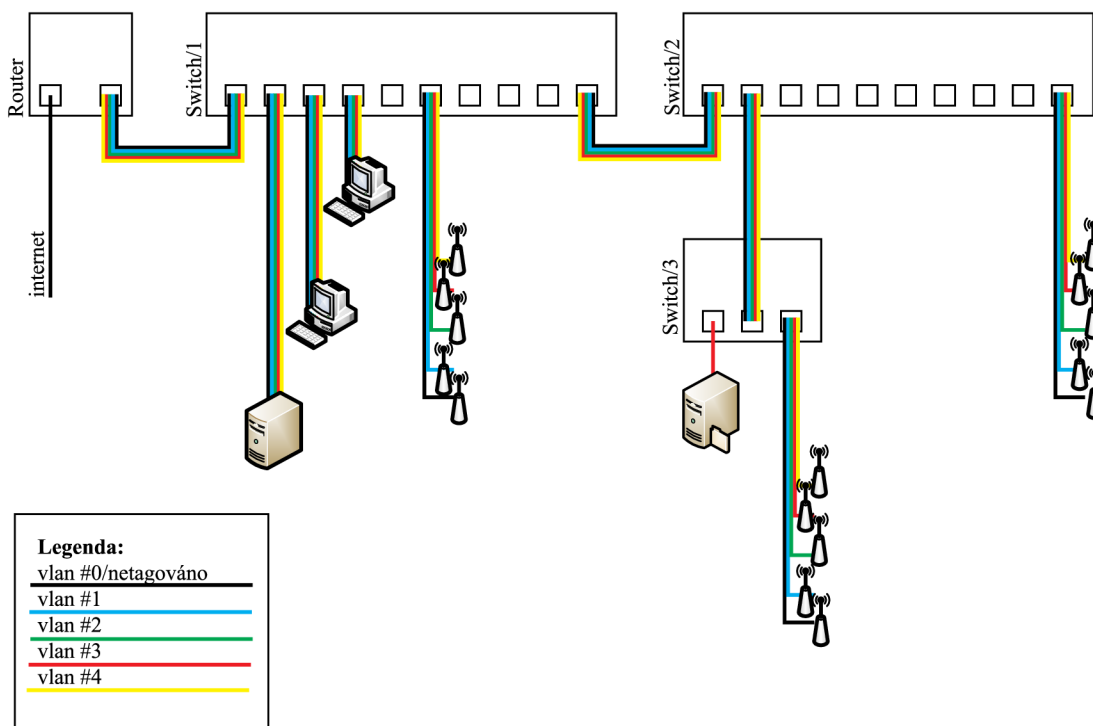 Router
Switch/1
Switch/2
internet
Switch/3
Legenda:
vlan #0/netagováno
vlan #1
vlan #2
vlan #3
vlan #4